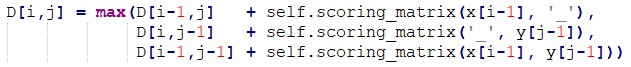 D[i,j] = max(D[i-1,j]   + self.scoring_matrix(x[i-1], '_'),
             D[i,j-1]   + self.scoring_matrix('_', y[j-1]),
             D[i-1,j-1] + self.scoring_matrix(x[i-1], y[j-1]))